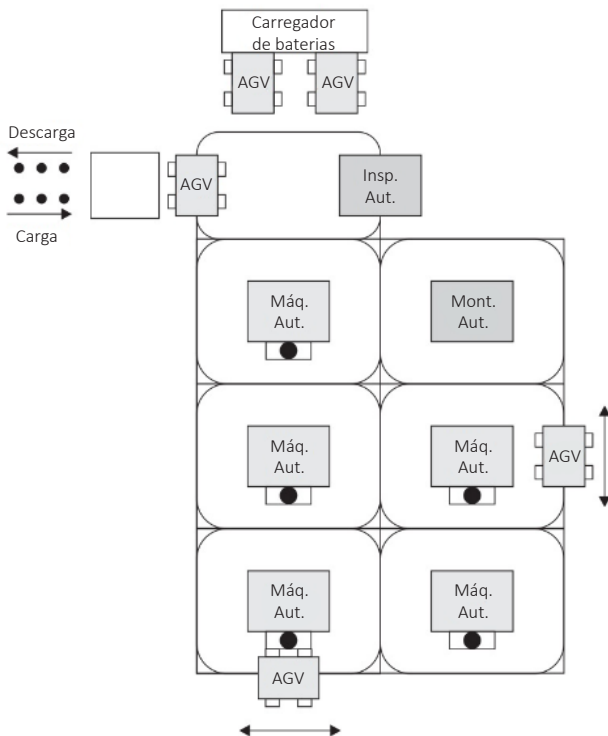 Carregador
de baterias
AGV
AGV
Descarga
AGV
Insp.
Aut.
Carga
Máq.
Aut.
Mont.
Aut.
Máq.
Aut.
Máq.
Aut.
AGV
Máq.
Aut.
Máq.
Aut.
AGV